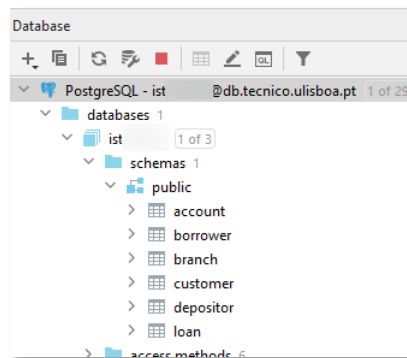 Database
QL
PostgreSQL - ist @db.tecnico.ulisboa.pt 1 of 29
databases 1
ist 1 of 3
schemas 1
public
account
borrower
branch
customer
depositor
loan
access methods 6